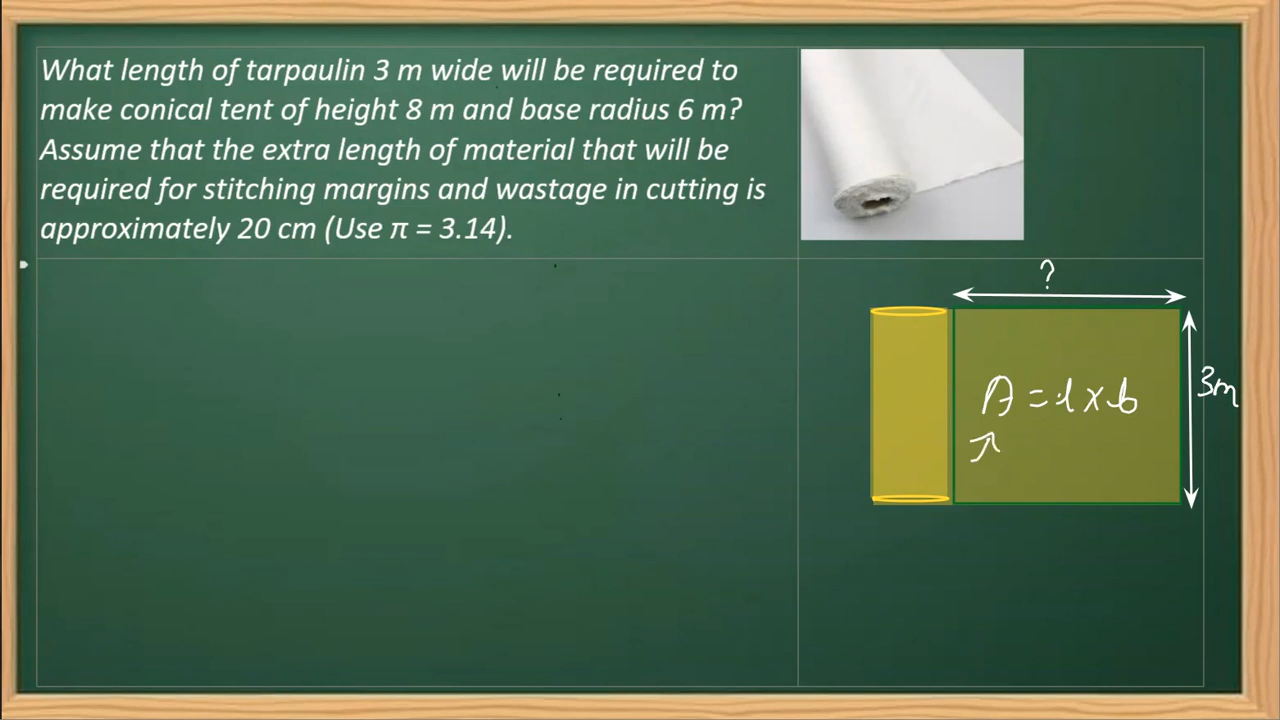 What length of tarpaulin 3 m wide will be required to
make conical tent of height 8 m and base radius 6 m?
Assume that the extra length of material that will be
required for stitching margins and wastage in cutting is
approximately 20 cm (Use π = 3.14).
?
3m
A = l × b